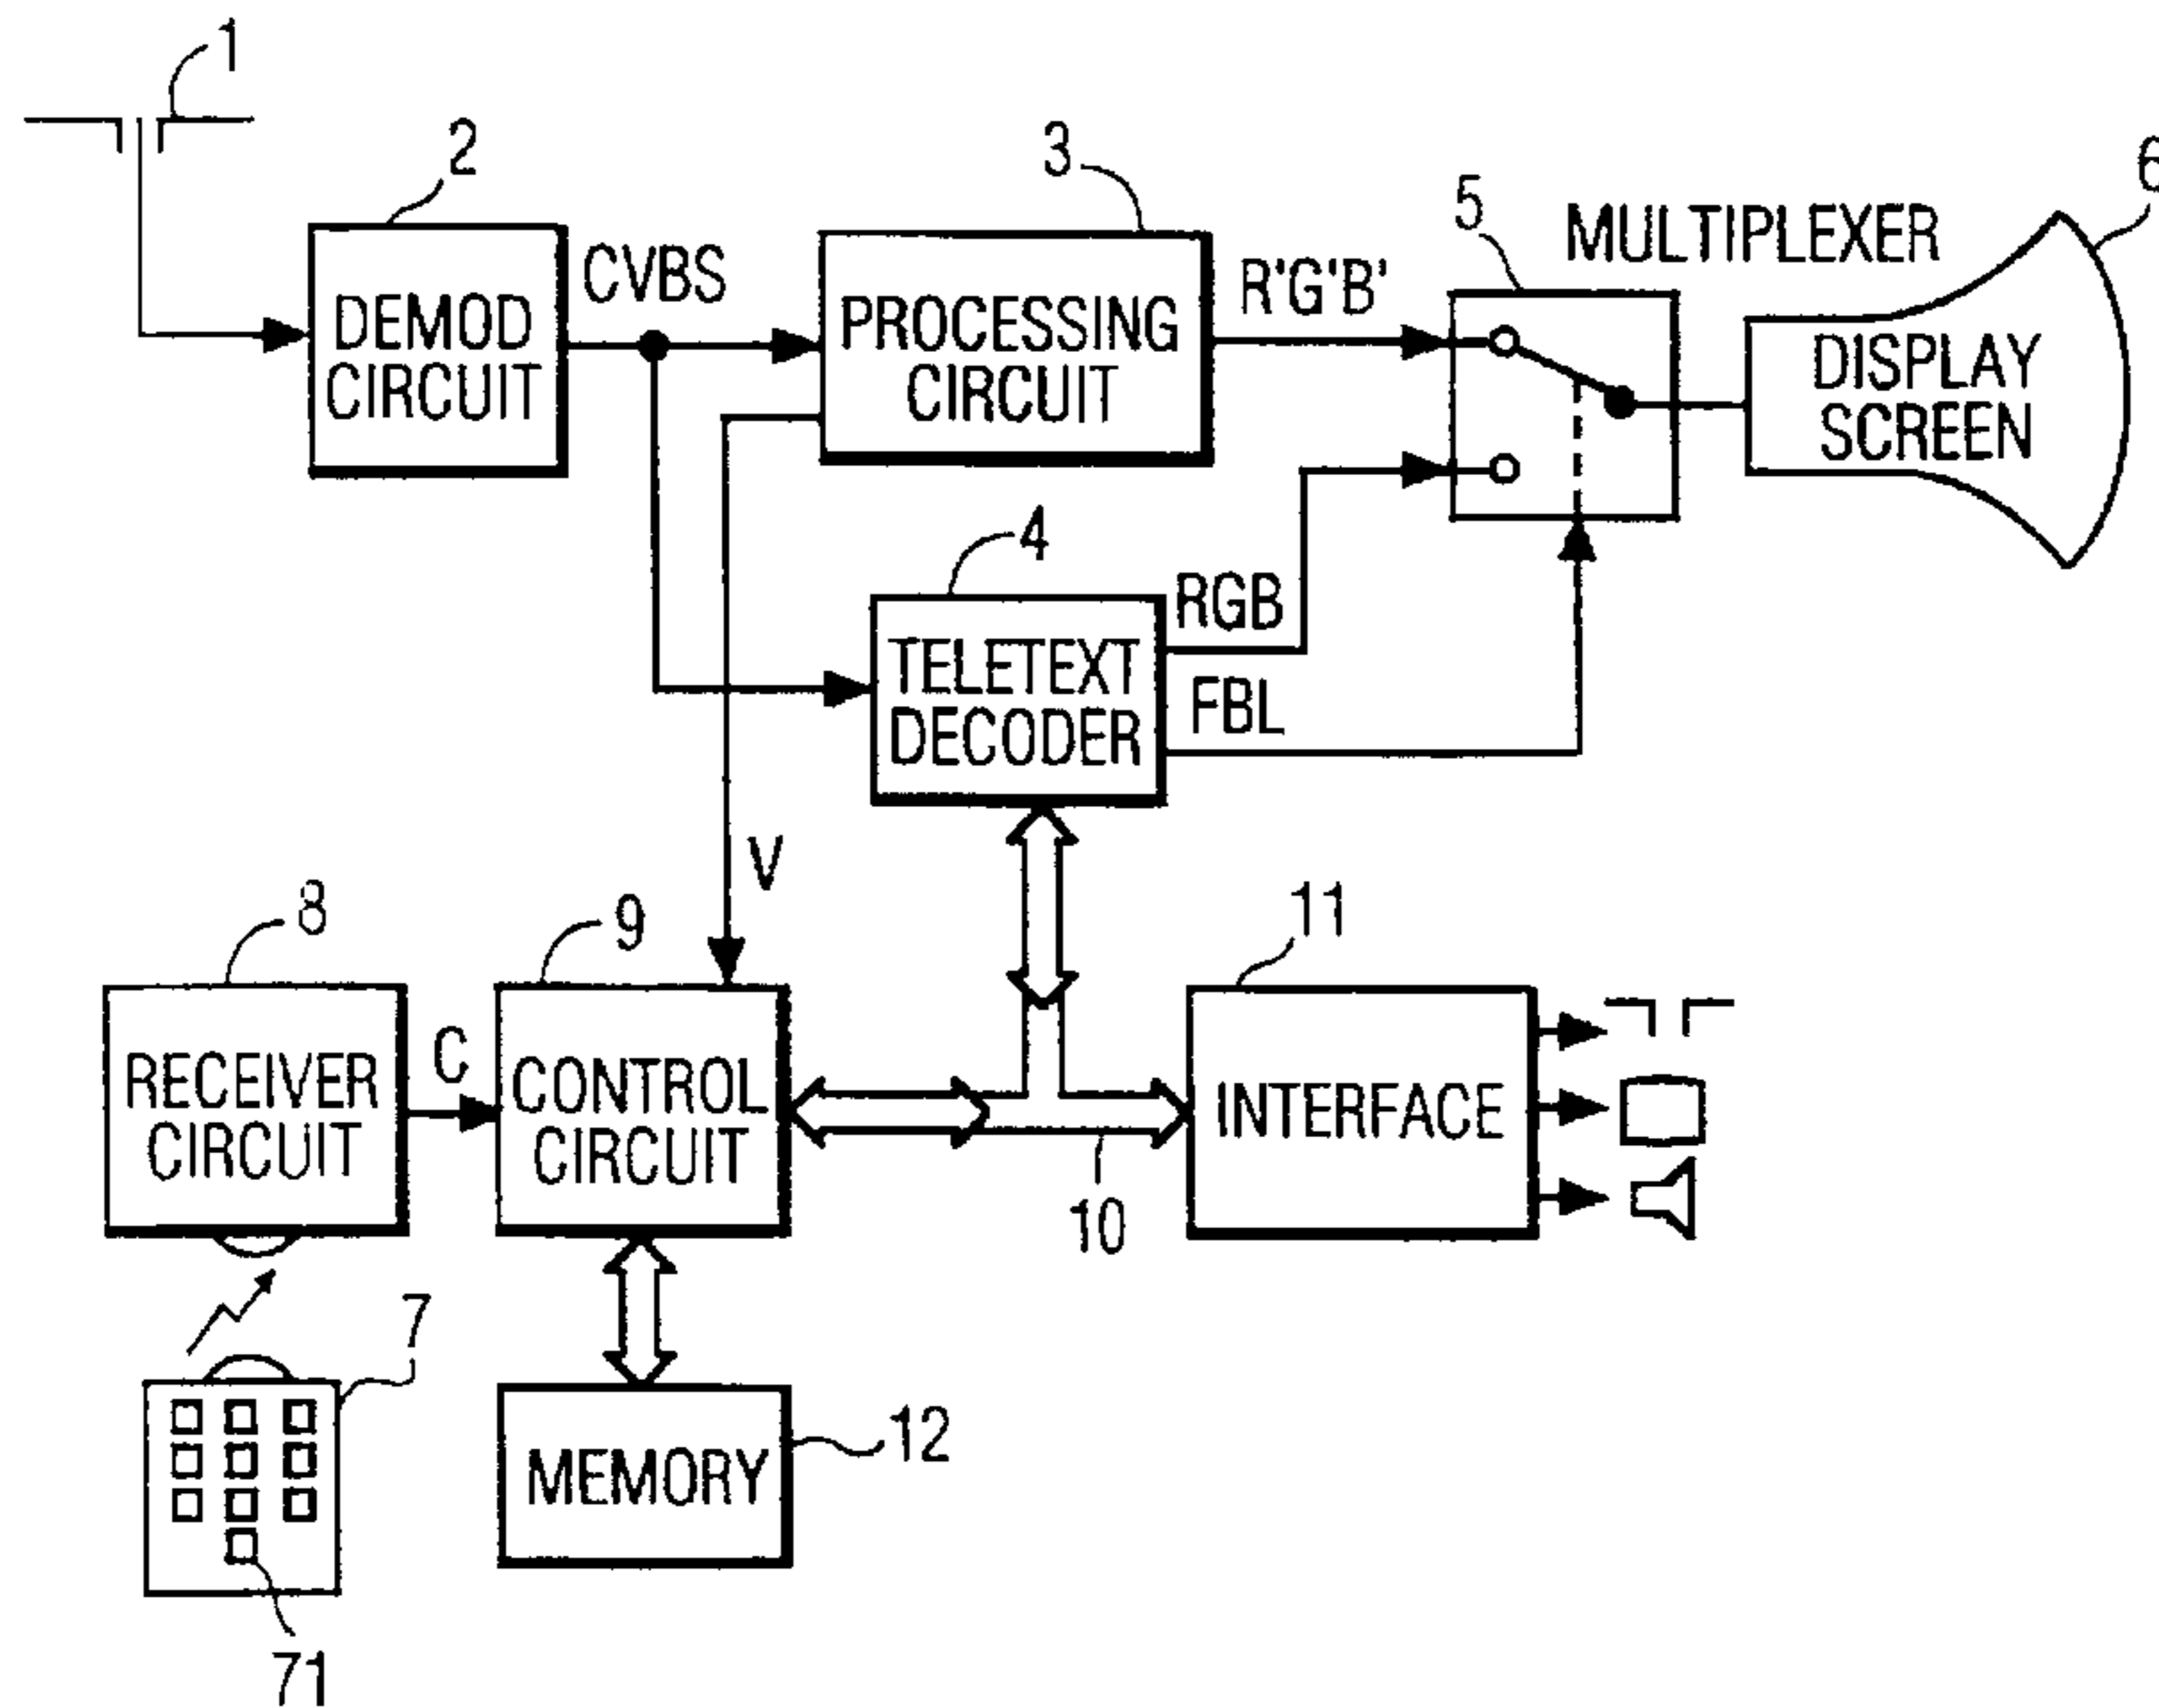 1
2
3
5
MULTIPLEXER
6
DEMOD
CIRCUIT
CVBS
PROCESSING
CIRCUIT
R'G'B'
DISPLAY
SCREEN
4
TELETEXT
DECODER
RGB
FBL
V
8
9
11
RECEIVER
CIRCUIT
C
CONTROL
CIRCUIT
10
INTERFACE
7
MEMORY
12
71